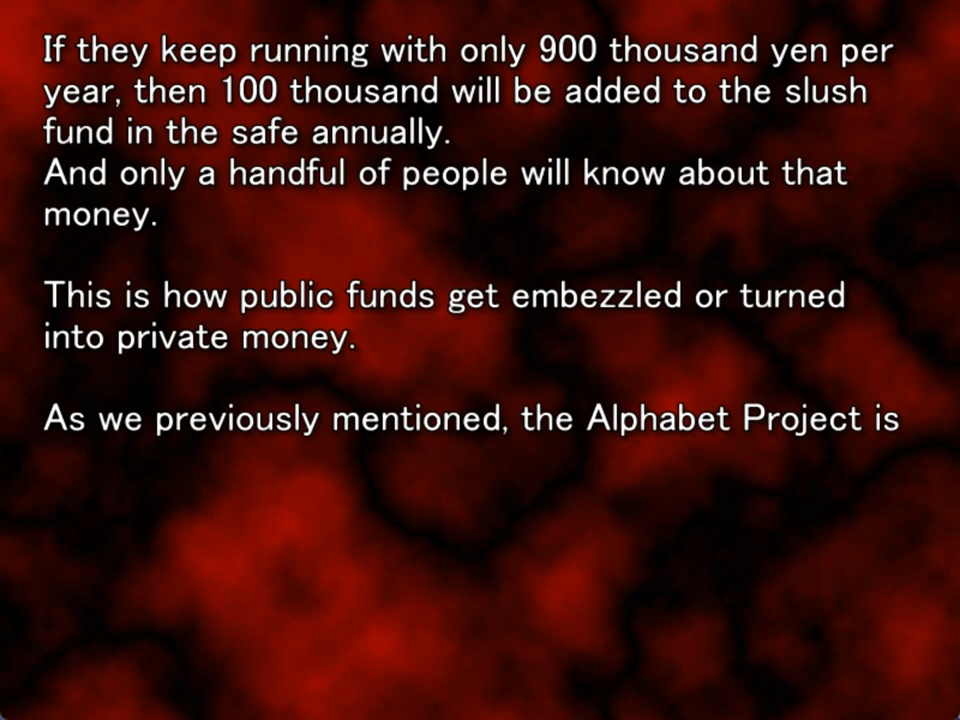 If they keep running with only 900 thousand yen per
year, then 100 thousand will be added to the slush
fund in the safe annually.
And only a handful of people will know about that
money.
This is how public funds get embezzled or turned
into private money.
As we previously mentioned, the Alphabet Project is